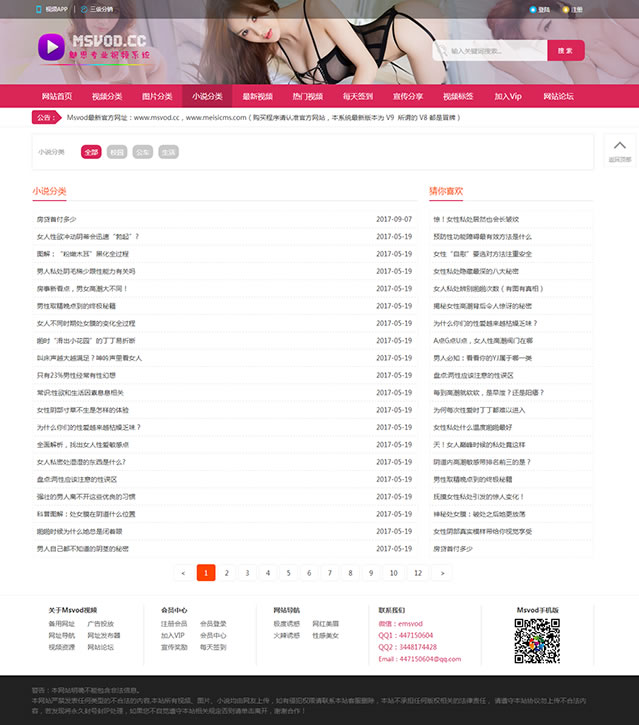 视频APP | 三级分销
登陆 注册
MSVOD.CC
魅思专业视频系统
输入关键词搜索... 搜 索
网站首页 视频分类 图片分类 小说分类 最新视频 热门视频 每天签到 宣传分享 视频标签 加入Vip 网站论坛
公告： Msvod最新官方网址：www.msvod.cc，www.meisicms.com（购买程序请认准官方网站，本系统最新版本为 V9 所谓的 V8 都是冒牌）
小说分类 全部 校园 公车 生活
返回顶部
小说分类
房贷首付多少 2017-09-07
女人性欲冲动阴蒂会迅速“勃起”? 2017-05-19
图解：“粉嫩木耳”黑化全过程 2017-05-19
男人私处阴毛稀少跟性能力有关吗 2017-05-19
房事新看点，男女高潮大不同！ 2017-05-19
男性取精晚点到的终极秘籍 2017-05-19
女人不同时期处女膜的变化全过程 2017-05-19
啪时“滑出小花园”的丁丁易折断 2017-05-19
叫床声越大越满足？呻吟声里看女人 2017-05-19
只有23%男性经常有性幻想 2017-05-19
常识:性欲和生活因素息息相关 2017-05-19
女性阴部寸草不生是怎样的体验 2017-05-19
为什么你们的性爱越来越枯燥乏味？ 2017-05-19
全面解析，找出女人性爱敏感点 2017-05-19
女人私密处湿湿的东西是什么? 2017-05-19
盘点:两性应该注意的性误区 2017-05-19
强壮的男人离不开这些优良的习惯 2017-05-19
科普图解：处女膜在阴道什么位置 2017-05-19
啪啪时候为什么她总是闭着眼 2017-05-19
男人自己都不知道的阴茎的秘密 2017-05-19
猜你喜欢
惊！女性私处居然也会长皱纹
预防性功能障碍最有效方法是什么
女性“自慰”要选对方法注重安全
女性私处隐藏最深的八大秘密
女人私处辨别啪啪次数（有图有真相）
揭秘女性高潮背后令人惊讶的秘密
为什么你们的性爱越来越枯燥乏味？
A点G点U点，女人性高潮阀门在哪
男人必知：看看你的YJ属于哪一类
盘点:两性应该注意的性误区
每到高潮就软软，是早泄？还是阳痿？
为何每次性爱时丁丁都难以进入
女性私处什么温度啪啪最好
天！女人巅峰时候的私处竟这样
阴道内高潮敏感带排名前三的是？
男性取精晚点到的终极秘籍
抚摸女性私处引发的惊人变化！
神秘处女膜：破处之后她更放荡
女性阴部真实模样带给你视觉享受
房贷首付多少
< 1 2 3 4 5 6 7 8 9 10 12 >
关于Msvod视频
备用网址 广告投放
网址导航 网址发布器
视频资源 网站论坛
会员中心
注册会员 会员登录
加入VIP 会员中心
宣传奖励 每天签到
网站导航
极度诱惑 网红美眉
火辣诱惑 性感美女
联系我们
微信：emsvod
QQ1：447150604
QQ2：3448174428
Email：447150604@qq.com
Msvod手机版
警告：本网站明确不能包含非法信息。
本网站严禁发表任何类型的不合法的内容,本站所有视频、图片、小说均由网友上传，如有侵犯权限请联系本站客服删除，本站不承担任何版权相关的法律责任，请遵守本站协议勿上传不合法内
容，若发现将永久封号封IP处理，如果您不愿意遵守本站相关规定否则请单击离开，谢谢合作！